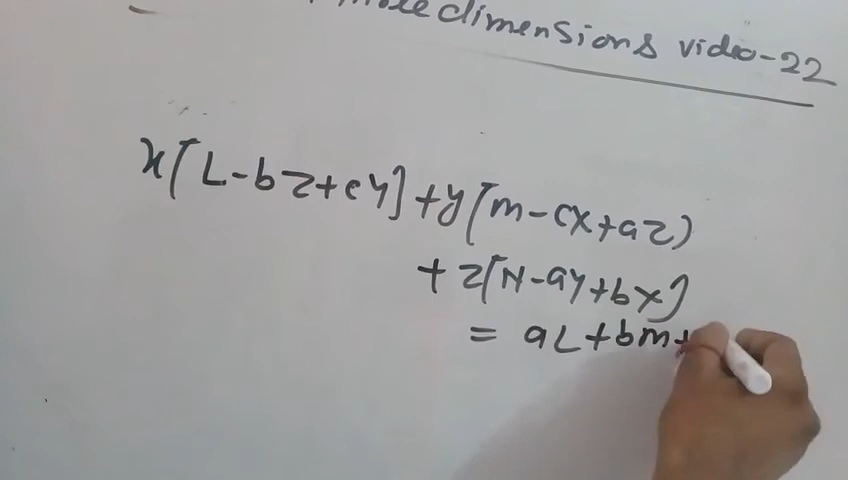 dimensions video-22
x[L-bZ+cY]+y[m-cX+aZ)
+z[N-aY+bX)
= aL+bm+